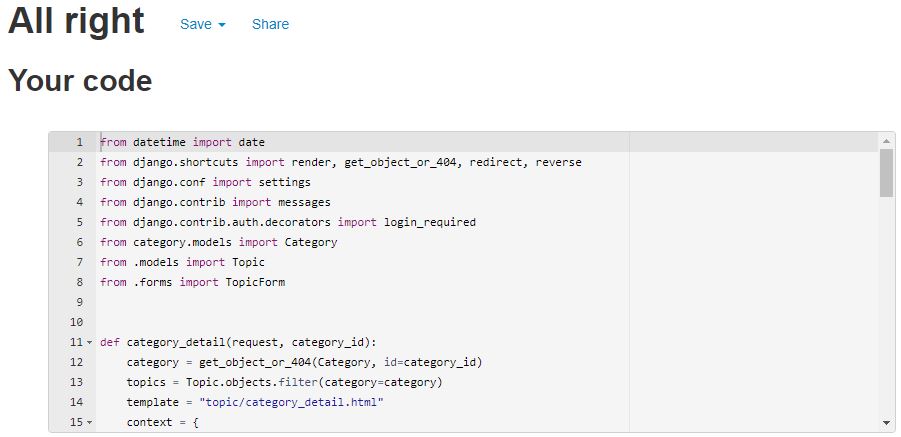 All right Save Share
Your code
1 from datetime import date
2 from django.shortcuts import render, get_object_or_404, redirect, reverse
3 from django.conf import settings
4 from django.contrib import messages
5 from django.contrib.auth.decorators import login_required
6 from category.models import Category
7 from .models import Topic
8 from .forms import TopicForm
9
10
11 def category_detail(request, category_id):
12     category = get_object_or_404(Category, id=category_id)
13     topics = Topic.objects.filter(category=category)
14     template = "topic/category_detail.html"
15     context = {